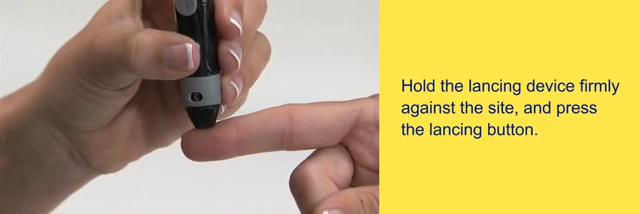 Hold the lancing device firmly
against the site, and press
the lancing button.